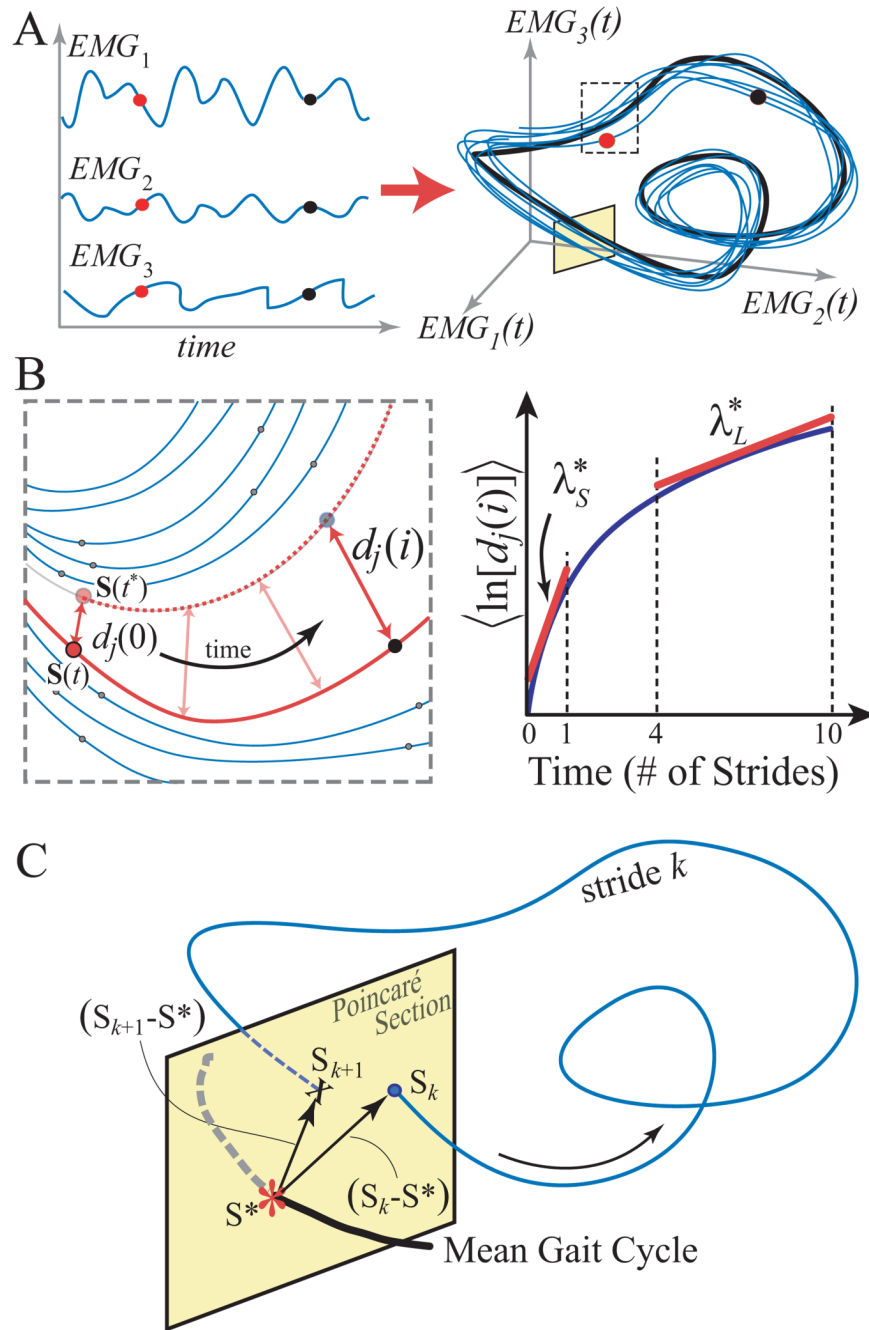 A
EMG1
EMG2
EMG3
time
EMG3(t)
EMG2(t)
EMG1(t)
B
S(t*)
dj(0)
S(t)
time
dj(i)
⟨ln[dj(i)]⟩
λ*S
λ*L
0 1 4 10
Time (# of Strides)
C
stride k
Poincaré
Section
(Sk+1-S*)
Sk+1
Sk
S*
(Sk-S*)
Mean Gait Cycle